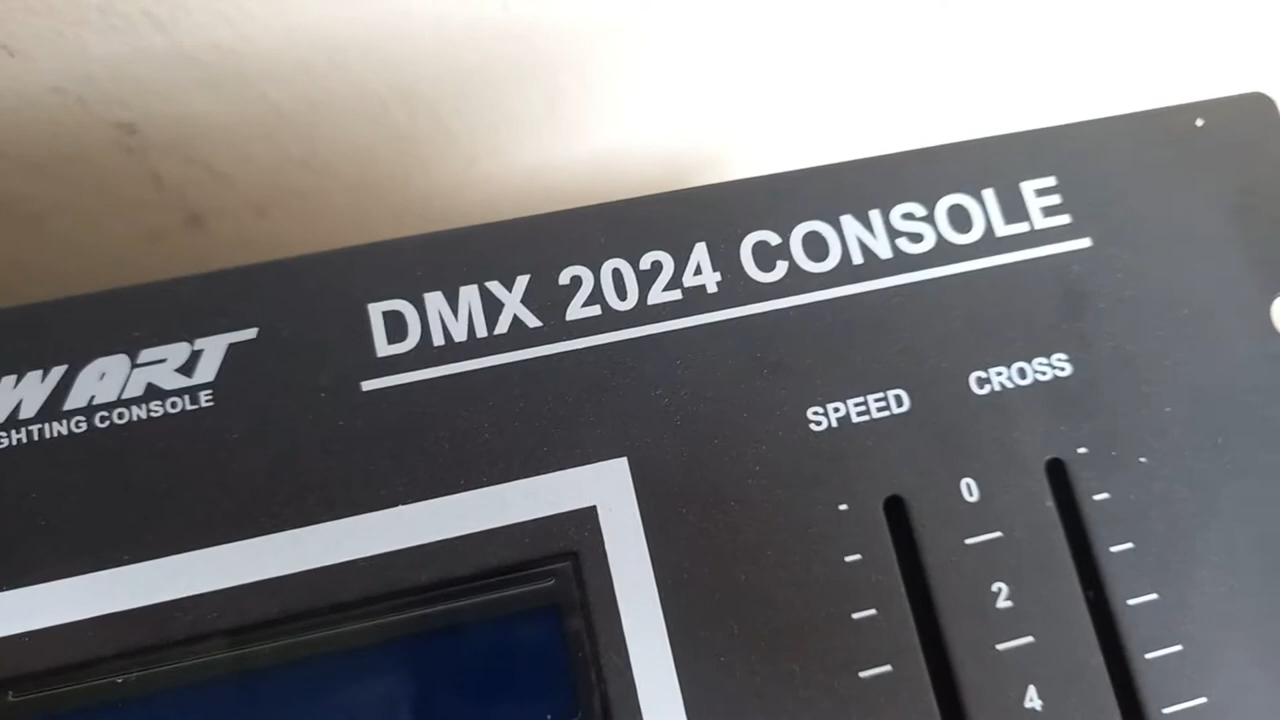 DMX 2024 CONSOLE
W ART
GHTING CONSOLE
SPEED
CROSS
0
2
4